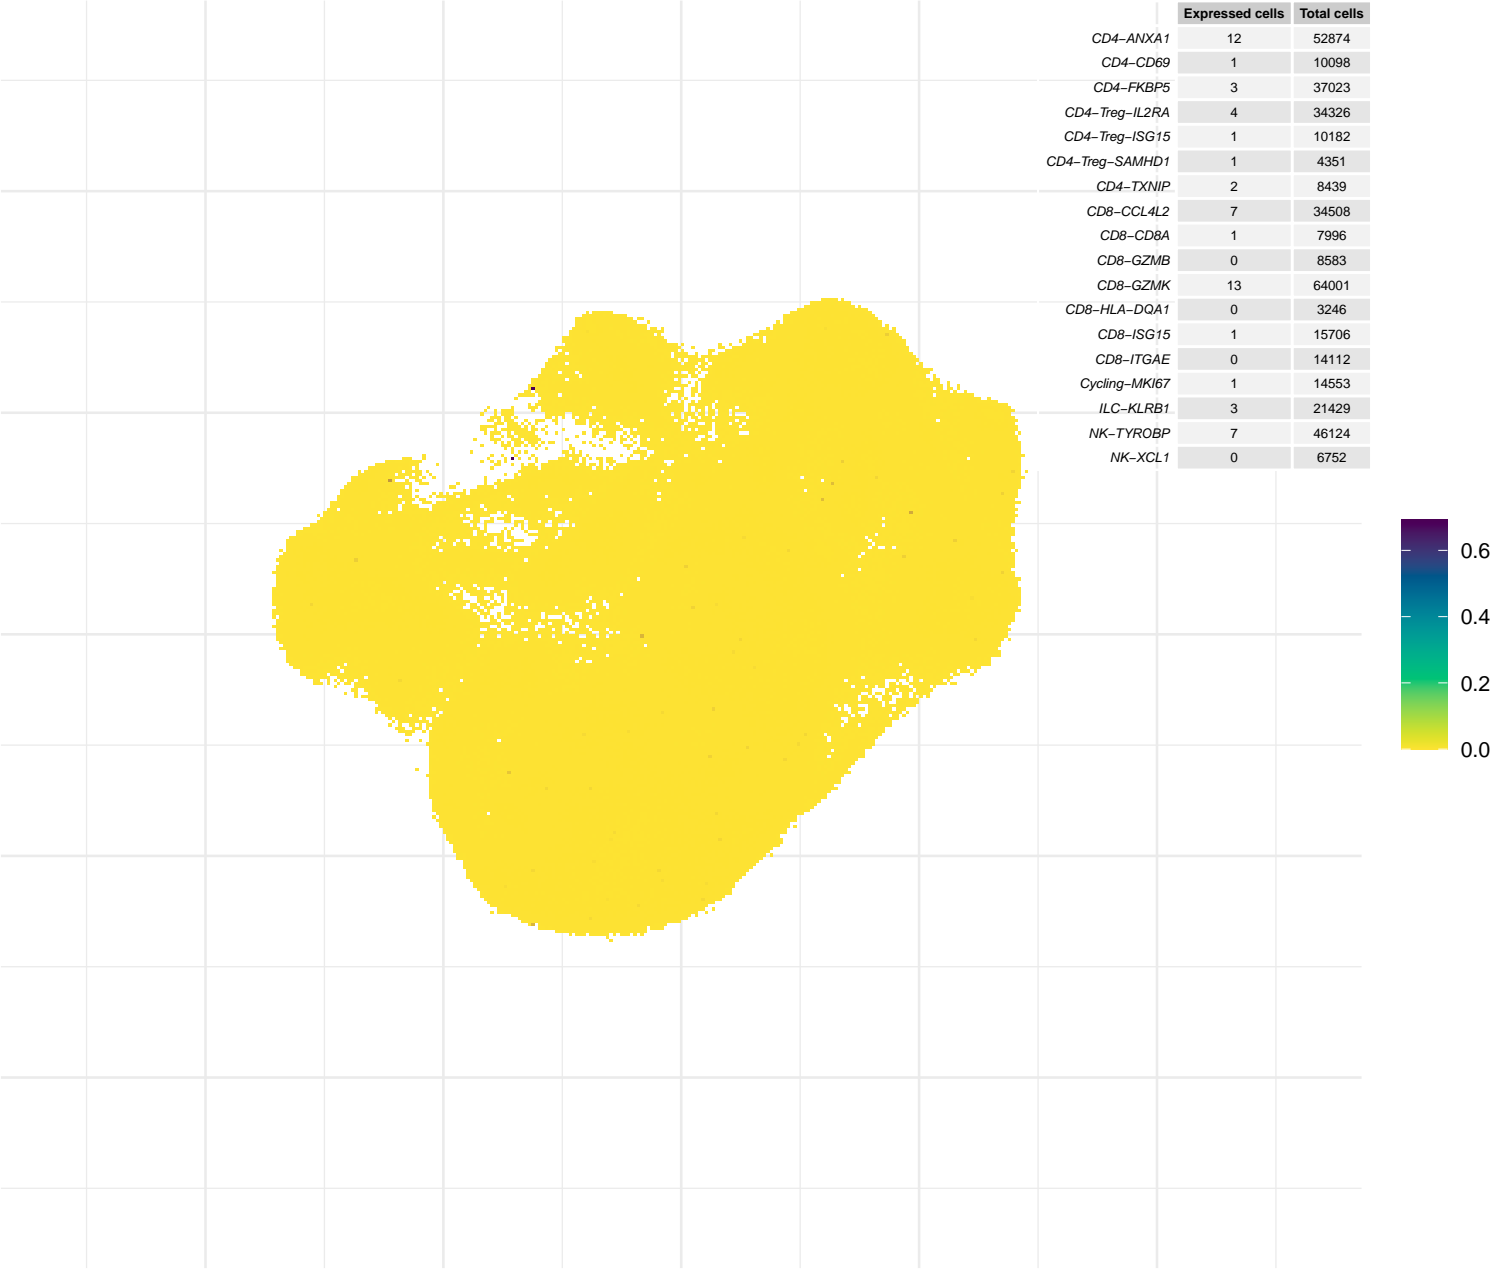 Expressed cells Total cells
CD4−ANXA1 12 52874
CD4−CD69 1 10098
CD4−FKBP5 3 37023
CD4−Treg−IL2RA 4 34326
CD4−Treg−ISG15 1 10182
CD4−Treg−SAMHD1 1 4351
CD4−TXNIP 2 8439
CD8−CCL4L2 7 34508
CD8−CD8A 1 7996
CD8−GZMB 0 8583
CD8−GZMK 13 64001
CD8−HLA−DQA1 0 3246
CD8−ISG15 1 15706
CD8−ITGAE 0 14112
Cycling−MKI67 1 14553
ILC−KLRB1 3 21429
NK−TYROBP 7 46124
NK−XCL1 0 6752
0.6
0.4
0.2
0.0